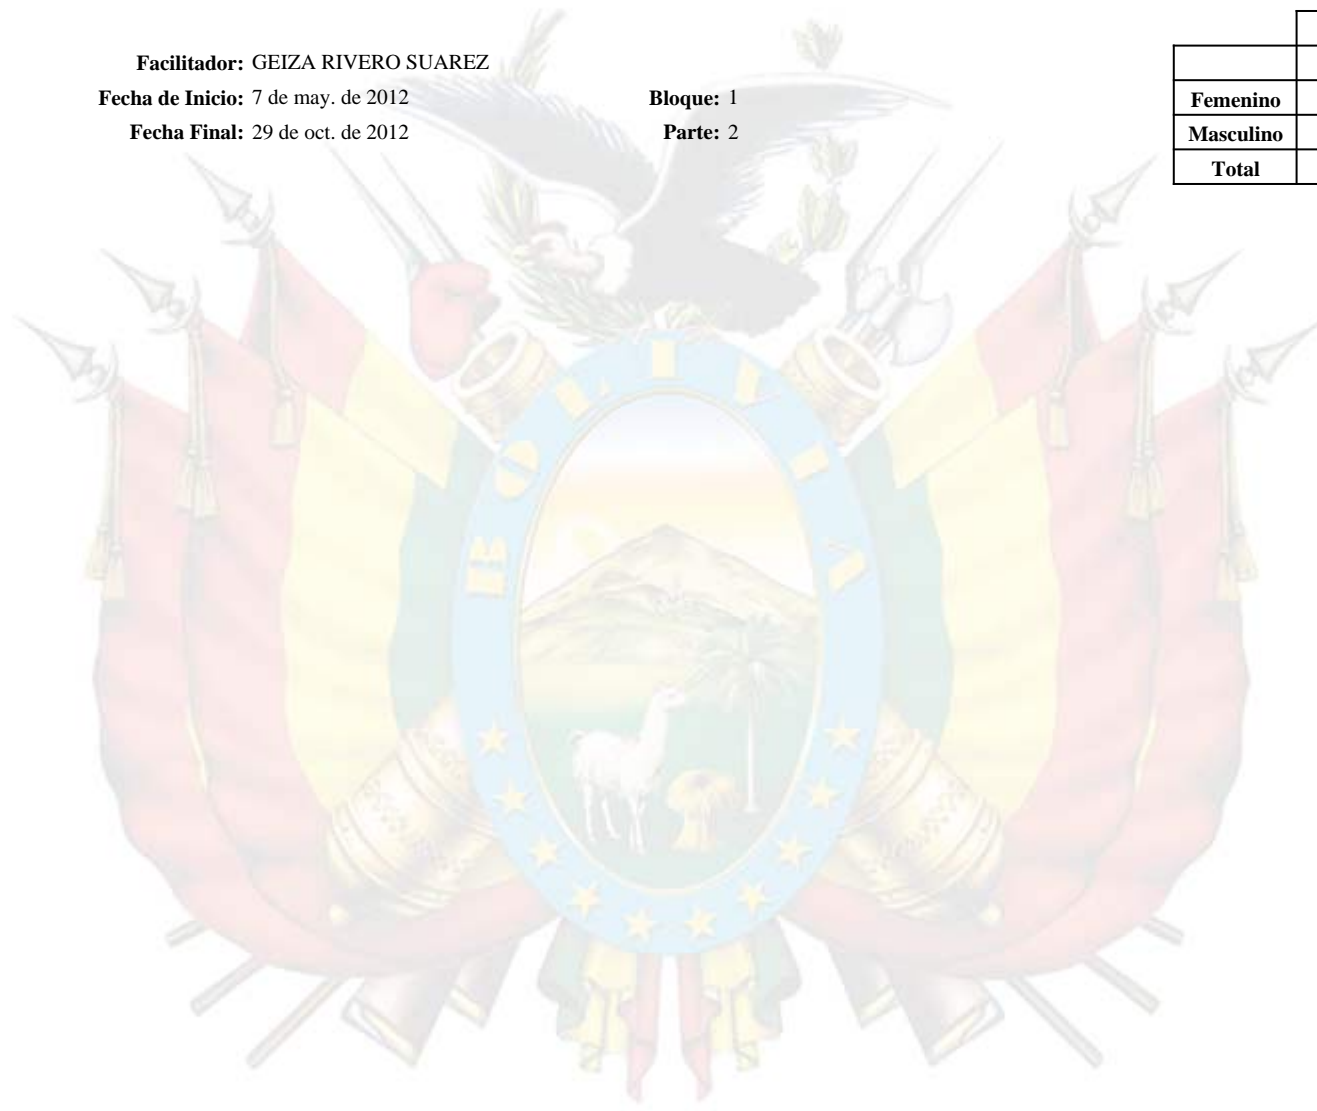 Facilitador: GEIZA RIVERO SUAREZ
Fecha de Inicio: 7 de may. de 2012 Bloque: 1
Fecha Final: 29 de oct. de 2012 Parte: 2
Femenino
Masculino
Total
BOLIVIA